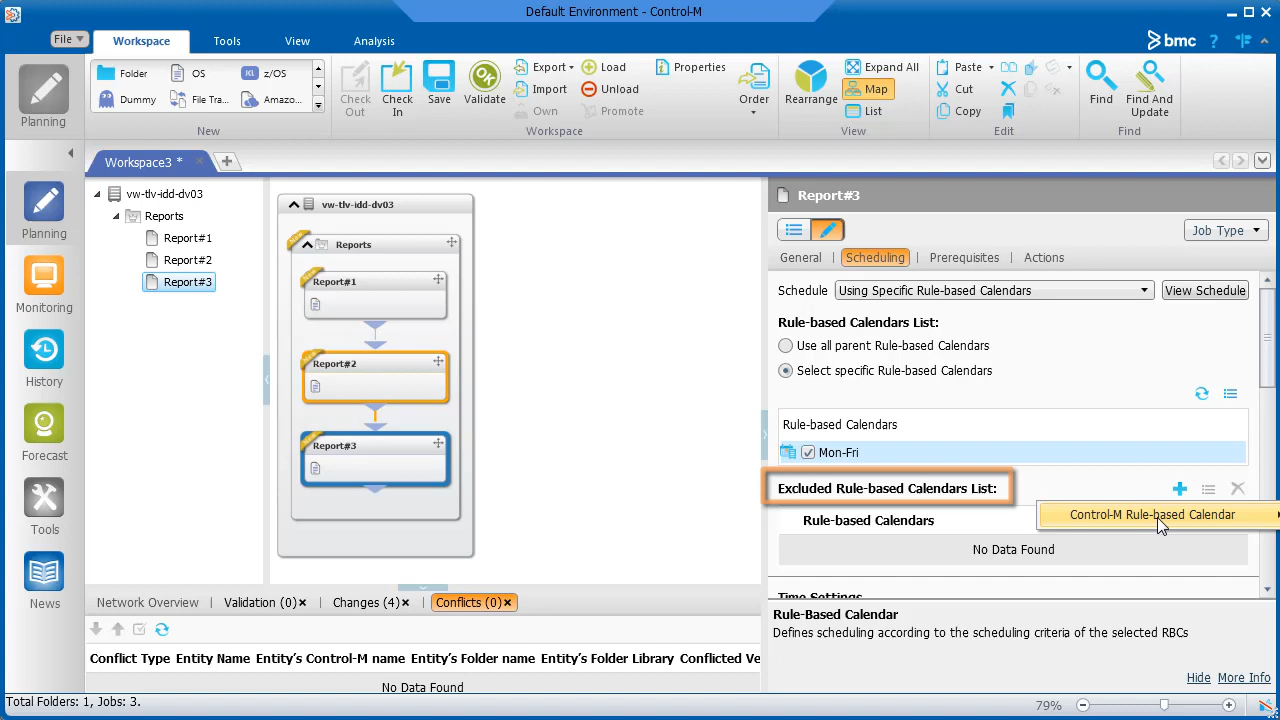 Default Environment - Control-M
File
Workspace
Tools
View
Analysis
bmc
?
Planning
Folder
OS
z/OS
Dummy
File Tra...
Amazo...
New
Check Out
Check In
Save
Validate
Export
Import
Own
Load
Unload
Promote
Properties
Order
Workspace
Rearrange
Expand All
Map
List
View
Paste
Cut
Copy
Edit
Find
Find And Update
Find
Workspace3 *
Planning
Monitoring
History
Forecast
Tools
News
vw-tlv-idd-dv03
Reports
Report#1
Report#2
Report#3
vw-tlv-idd-dv03
Reports
Report#1
Report#2
Report#3
Report#3
Job Type
General
Scheduling
Prerequisites
Actions
Schedule
Using Specific Rule-based Calendars
View Schedule
Rule-based Calendars List:
Use all parent Rule-based Calendars
Select specific Rule-based Calendars
Rule-based Calendars
Mon-Fri
Excluded Rule-based Calendars List:
Control-M Rule-based Calendar
Rule-based Calendars
No Data Found
Time Settings
Rule-Based Calendar
Defines scheduling according to the scheduling criteria of the selected RBCs
Hide
More Info
Network Overview
Validation (0)
Changes (4)
Conflicts (0)
Conflict Type
Entity Name
Entity's Control-M name
Entity's Folder name
Entity's Folder Library
Conflicted Ve
No Data Found
Total Folders: 1, Jobs: 3.
79%